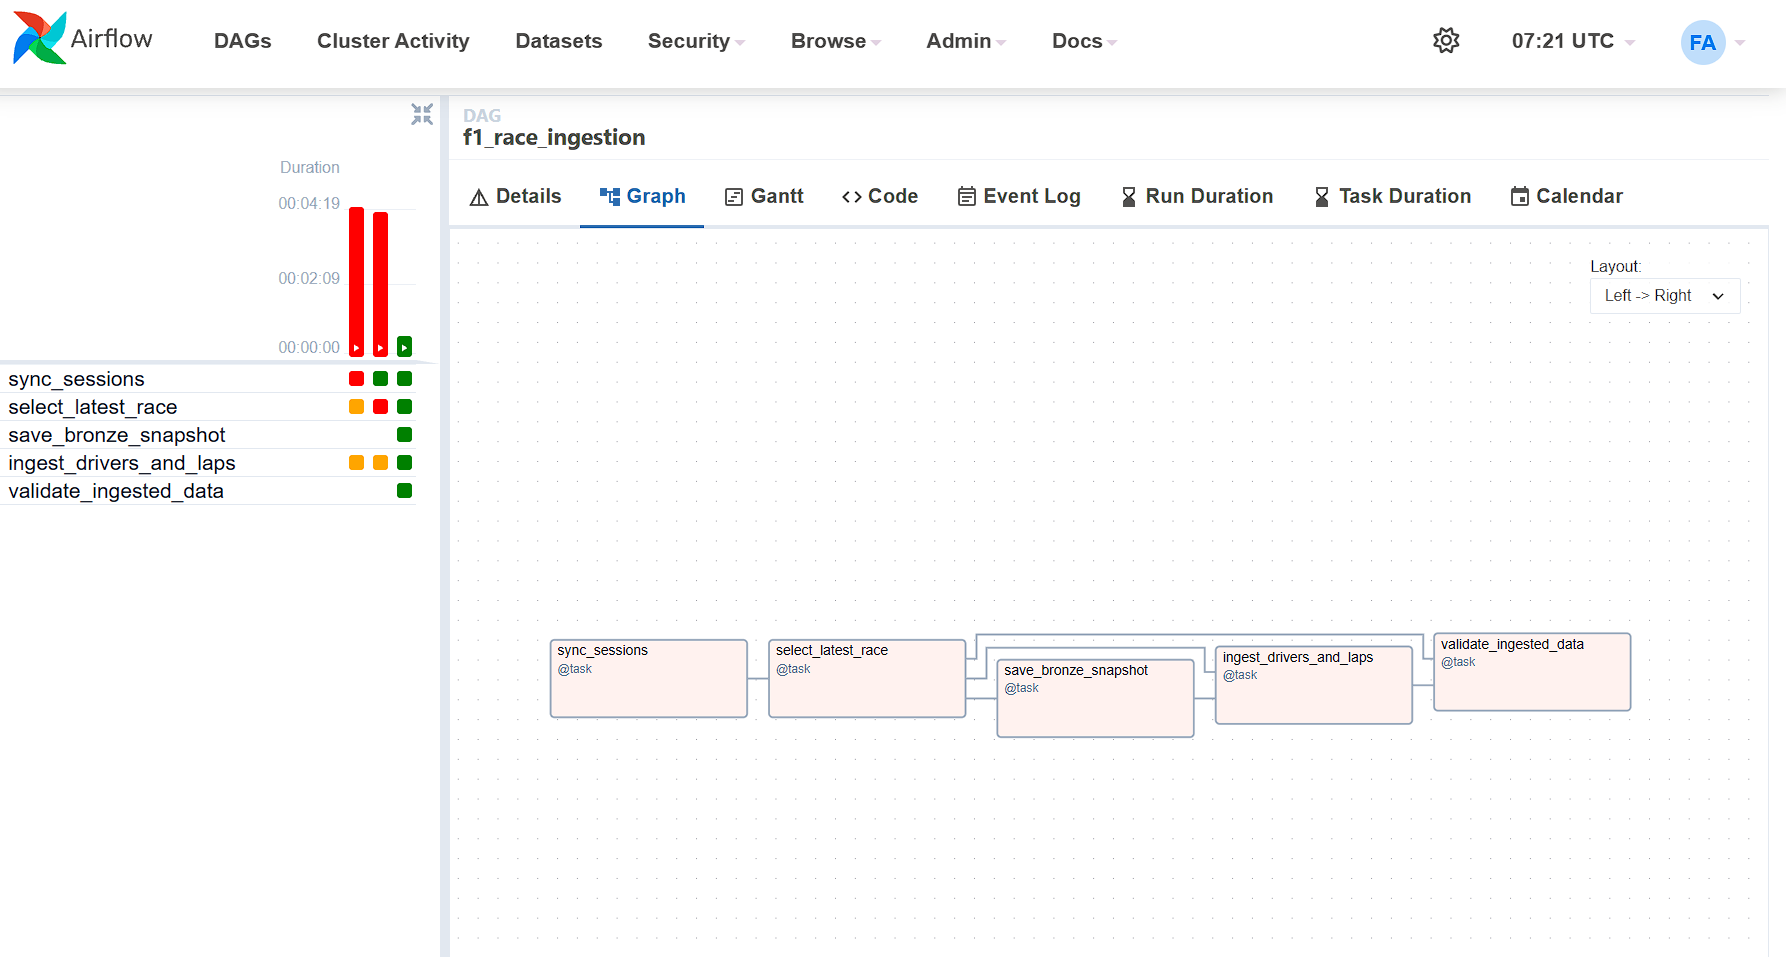 Airflow DAGs Cluster Activity Datasets Security Browse Admin Docs 07:21 UTC FA
DAG
f1_race_ingestion
Details Graph Gantt Code Event Log Run Duration Task Duration Calendar
Duration
00:04:19
00:02:09
00:00:00
sync_sessions
select_latest_race
save_bronze_snapshot
ingest_drivers_and_laps
validate_ingested_data
Layout:
Left -> Right
sync_sessions
@task
select_latest_race
@task
save_bronze_snapshot
@task
ingest_drivers_and_laps
@task
validate_ingested_data
@task